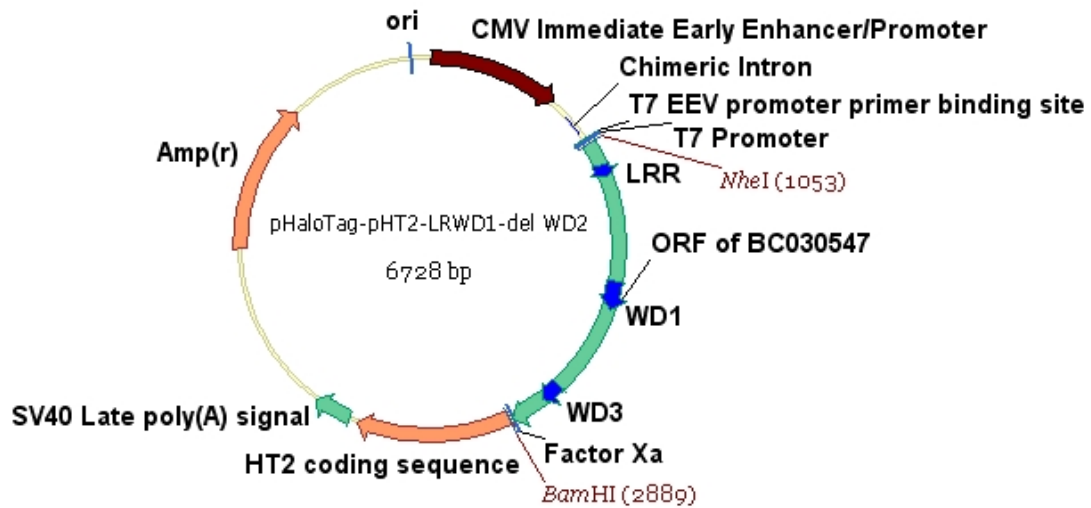 ori
CMV Immediate Early Enhancer/Promoter
Chimeric Intron
T7 EEV promoter primer binding site
T7 Promoter
NheI (1053)
LRR
Amp(r)
pHaloTag-pHT2-LRWD1-del WD2
6728 bp
ORF of BC030547
WD1
WD3
SV40 Late poly(A) signal
Factor Xa
HT2 coding sequence
BamHI (2889)